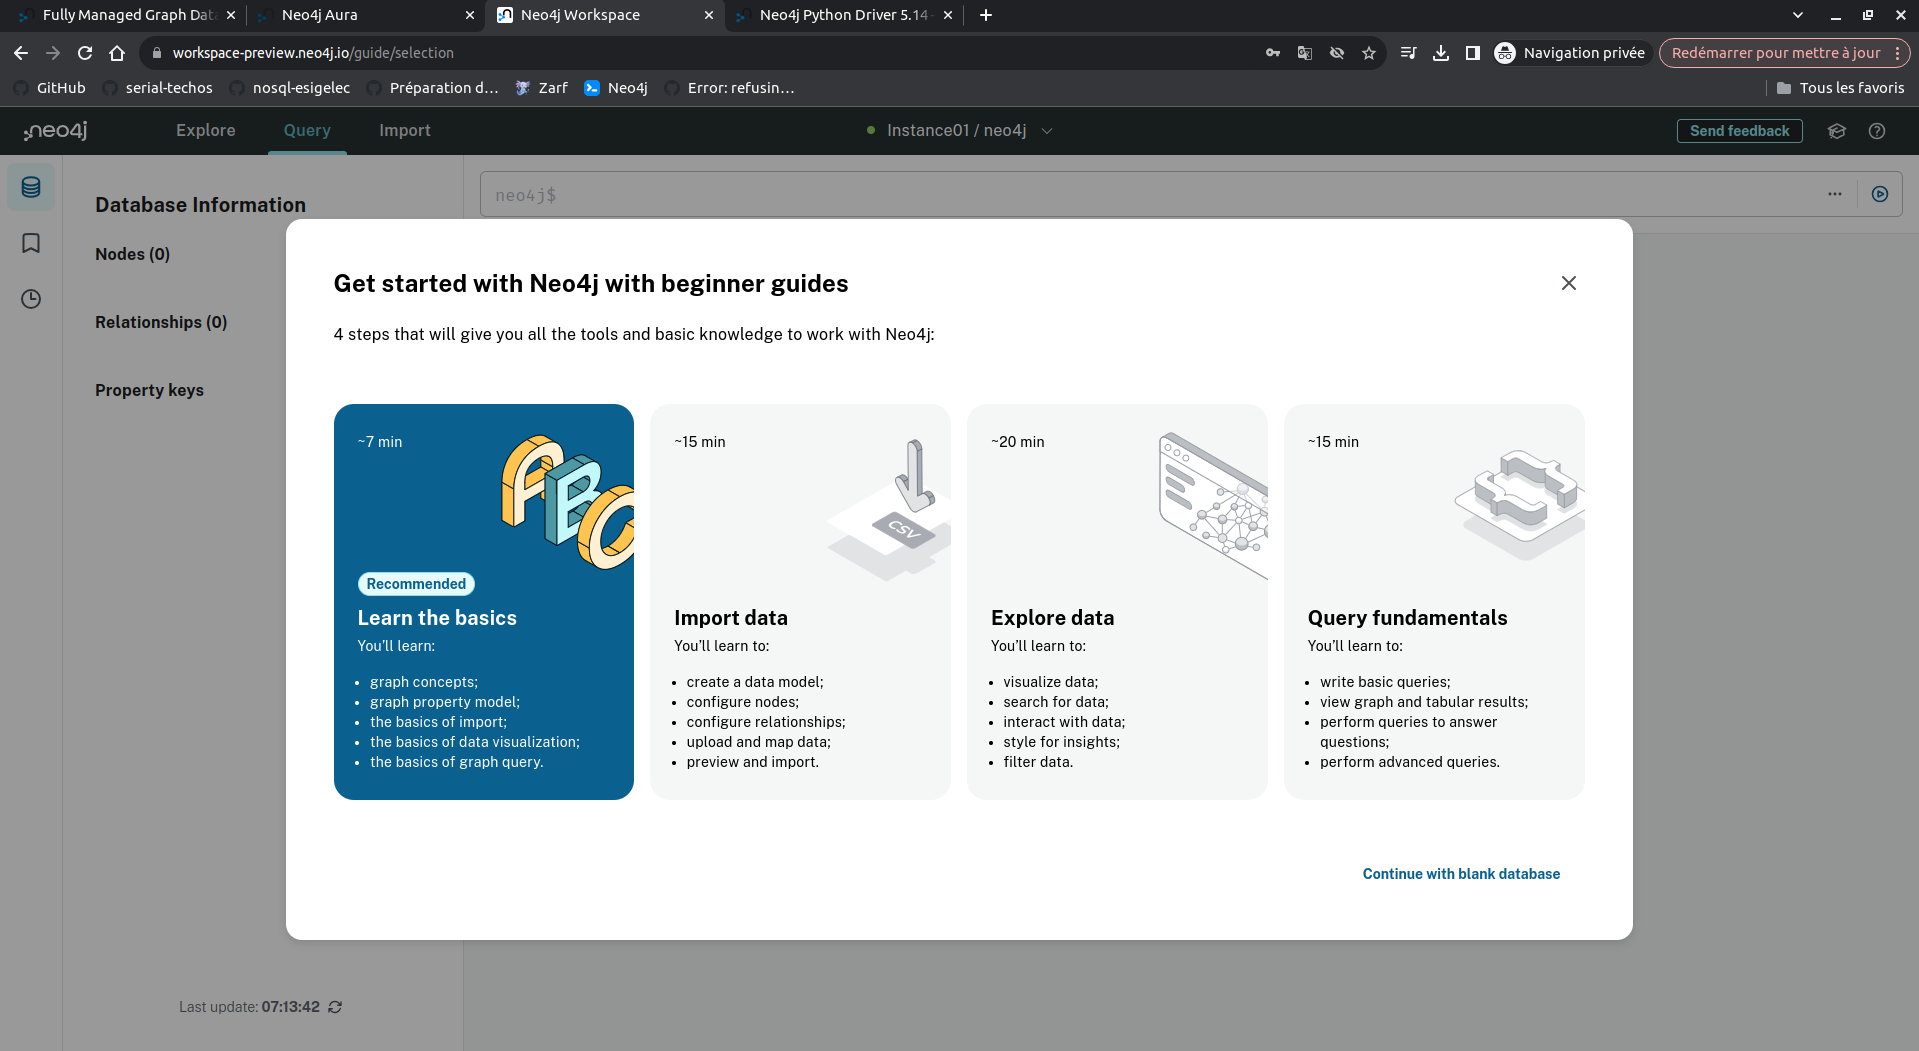 Fully Managed Graph Dat
Neo4j Aura
Neo4j Workspace
Neo4j Python Driver 5.14
workspace-preview.neo4j.io/guide/selection
Navigation privée
Redémarrer pour mettre à jour
GitHub
serial-techos
nosql-esigelec
Préparation d...
Zarf
Neo4j
Error: refusin...
Tous les favoris
neo4j
Explore
Query
Import
Instance01 / neo4j
Send feedback
Database Information
neo4j$
Nodes (0)
Relationships (0)
Property keys
Get started with Neo4j with beginner guides
4 steps that will give you all the tools and basic knowledge to work with Neo4j:
~7 min
ABC
Recommended
Learn the basics
You'll learn:
• graph concepts;
• graph property model;
• the basics of import;
• the basics of data visualization;
• the basics of graph query.
~15 min
CSV
Import data
You'll learn to:
• create a data model;
• configure nodes;
• configure relationships;
• upload and map data;
• preview and import.
~20 min
Explore data
You'll learn to:
• visualize data;
• search for data;
• interact with data;
• style for insights;
• filter data.
~15 min
{}
Query fundamentals
You'll learn to:
• write basic queries;
• view graph and tabular results;
• perform queries to answer
questions;
• perform advanced queries.
Continue with blank database
Last update: 07:13:42